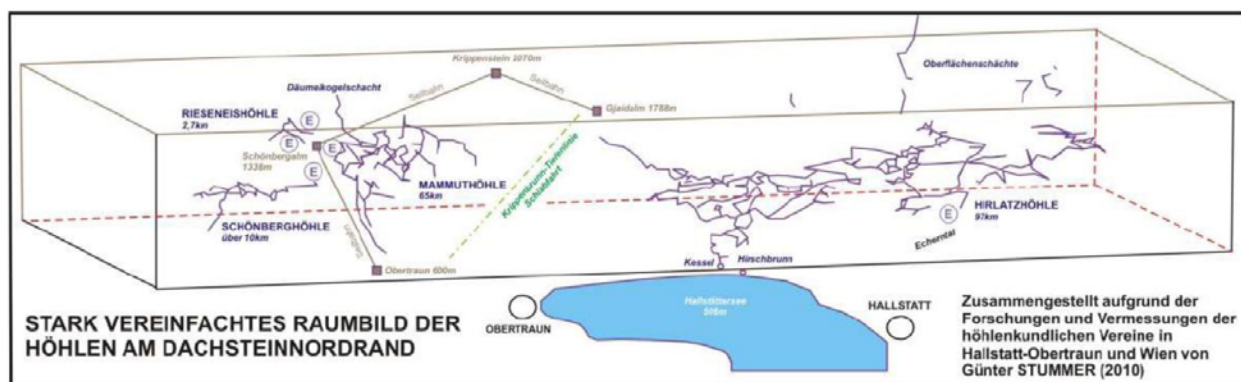 Krippenstein 2070m
Seilbahn
Seilbahn
Gjaidalm 1788m
Oberflächenschächte
Däumelkogelschacht
RIESENEISHÖHLE
2,7km
E
E
E
E
Schönbergalm
1338m
MAMMUTHÖHLE
65km
Krippenbrunn-Tiefenlinie
Schiabfahrt
SCHÖNBERGHÖHLE
über 10km
Seilbahn
Obertraun 600m
HIRLATZHÖHLE
97km
E
Echerntal
Kessel
Hirschbrunn
Hallstättersee
508m
OBERTRAUN
HALLSTATT
STARK VEREINFACHTES RAUMBILD DER
HÖHLEN AM DACHSTEINNORDRAND
Zusammengestellt aufgrund der
Forschungen und Vermessungen der
höhlenkundlichen Vereine in
Hallstatt-Obertraun und Wien von
Günter STUMMER (2010)